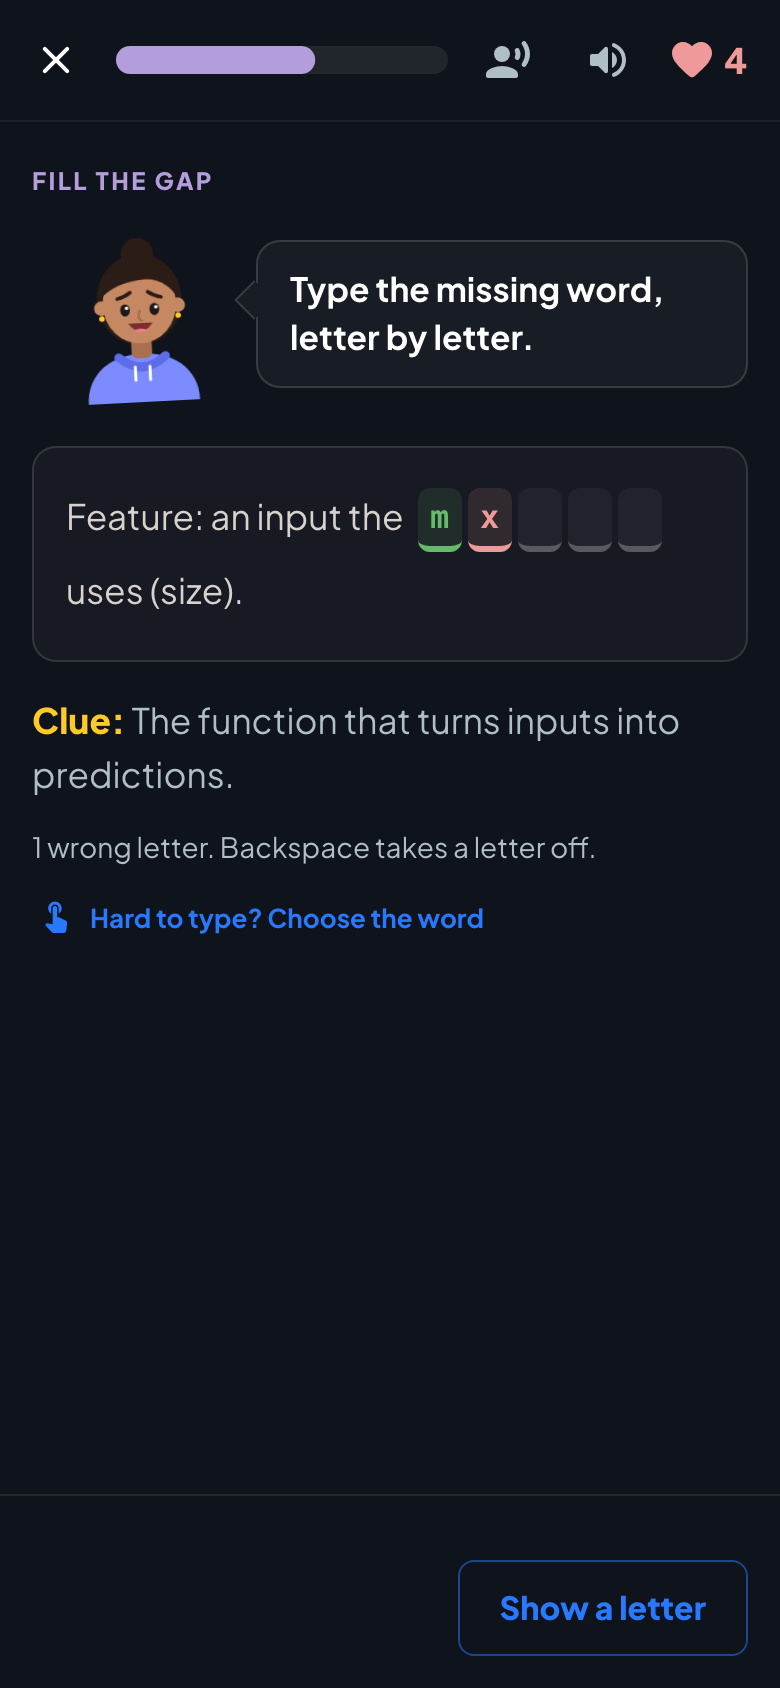 4
FILL THE GAP
Type the missing word,
letter by letter.
Feature: an input the m x
uses (size).
Clue: The function that turns inputs into
predictions.
1 wrong letter. Backspace takes a letter off.
Hard to type? Choose the word
Show a letter